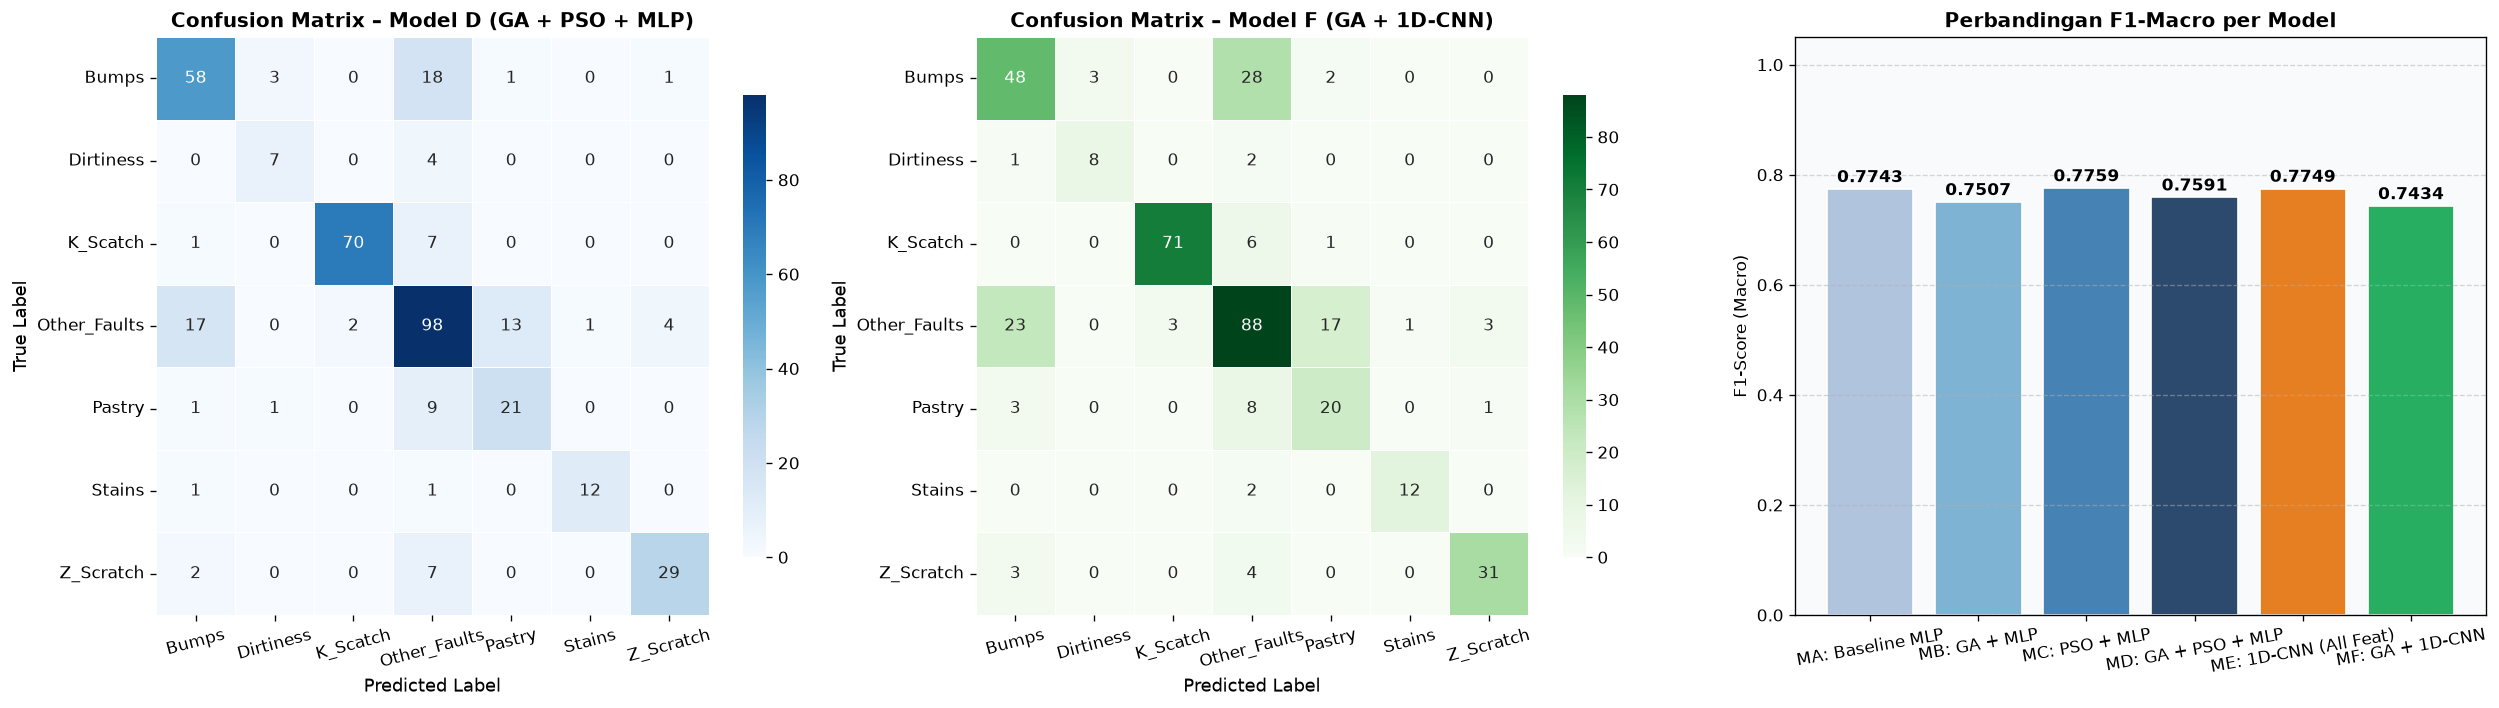 Confusion Matrix – Model D (GA + PSO + MLP)
True Label
Bumps 58 3 0 18 1 0 1
Dirtiness 0 7 0 4 0 0 0
K_Scatch 1 0 70 7 0 0 0
Other_Faults 17 0 2 98 13 1 4
Pastry 1 1 0 9 21 0 0
Stains 1 0 0 1 0 12 0
Z_Scratch 2 0 0 7 0 0 29
Bumps Dirtiness K_Scatch Other_Faults Pastry Stains Z_Scratch
Predicted Label
80
60
40
20
0
Confusion Matrix – Model F (GA + 1D-CNN)
True Label
Bumps 48 3 0 28 2 0 0
Dirtiness 1 8 0 2 0 0 0
K_Scatch 0 0 71 6 1 0 0
Other_Faults 23 0 3 88 17 1 3
Pastry 3 0 0 8 20 0 1
Stains 0 0 0 2 0 12 0
Z_Scratch 3 0 0 4 0 0 31
Bumps Dirtiness K_Scatch Other_Faults Pastry Stains Z_Scratch
Predicted Label
80
70
60
50
40
30
20
10
0
Perbandingan F1-Macro per Model
F1-Score (Macro)
1.0
0.8
0.6
0.4
0.2
0.0
0.7743 0.7507 0.7759 0.7591 0.7749 0.7434
MA: Baseline MLP
MB: GA + MLP
MC: PSO + MLP
MD: GA + PSO + MLP
ME: 1D-CNN (All Feat)
MF: GA + 1D-CNN